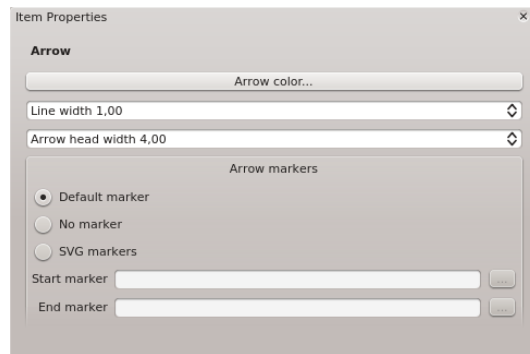 Item Properties
Arrow
Arrow color...
Line width 1,00
Arrow head width 4,00
Arrow markers
Default marker
No marker
SVG markers
Start marker ...
End marker ...